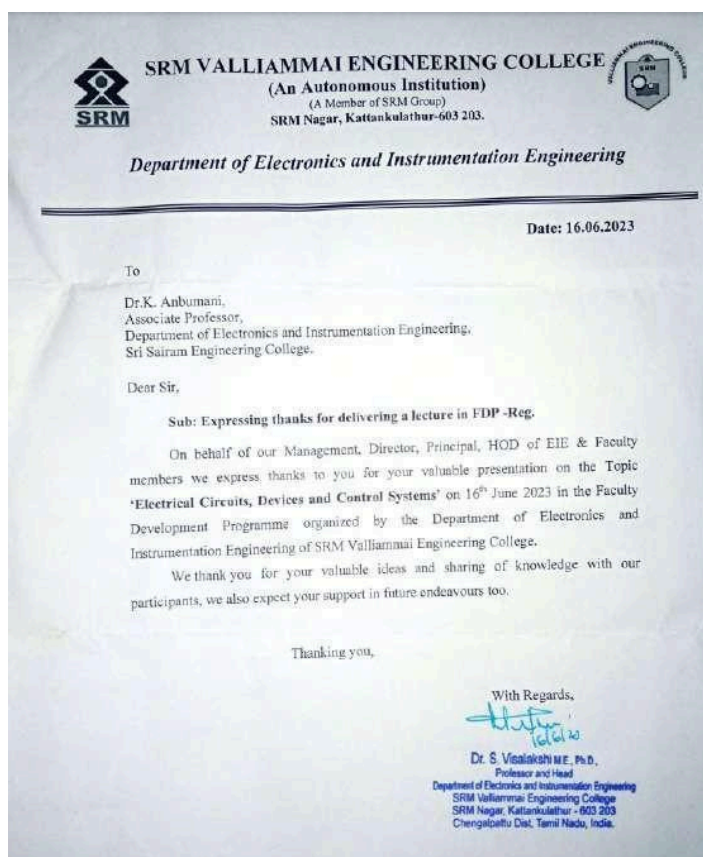 SRM VALLIAMMAI ENGINEERING COLLEGE
(An Autonomous Institution)
(A Member of SRM Group)
SRM Nagar, Kattankulathur-603 203.
SRM
SRM
Department of Electronics and Instrumentation Engineering
Date: 16.06.2023
To
Dr.K. Anbumani,
Associate Professor,
Department of Electronics and Instrumentation Engineering,
Sri Sairam Engineering College.
Dear Sir,
Sub: Expressing thanks for delivering a lecture in FDP -Reg.
On behalf of our Management, Director, Principal, HOD of EIE & Faculty
members we express thanks to you for your valuable presentation on the Topic
‘Electrical Circuits, Devices and Control Systems’ on 16th June 2023 in the Faculty
Development Programme organized by the Department of Electronics and
Instrumentation Engineering of SRM Valliammai Engineering College.
We thank you for your valuable ideas and sharing of knowledge with our
participants, we also expect your support in future endeavours too.
Thanking you,
With Regards,
Dr. S. Visalakshi M.E., Ph.D.,
Professor and Head
Department of Electronics and Instrumentation Engineering
SRM Valliammai Engineering College
SRM Nagar, Kattankulathur - 603 203
Chengalpattu Dist, Tamil Nadu, India.